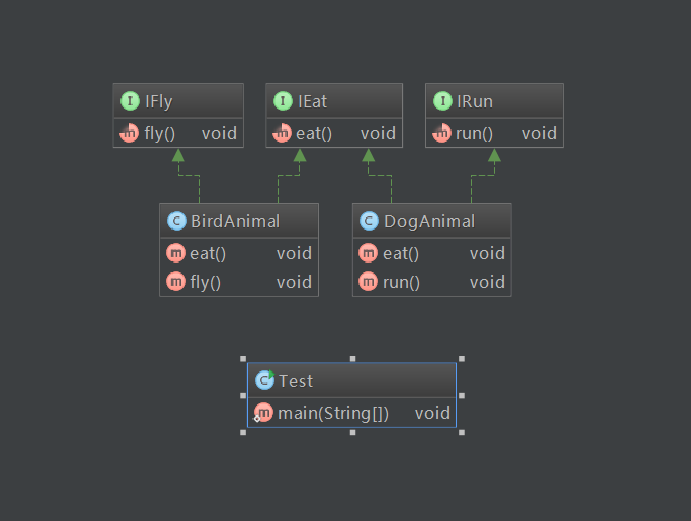 IFly
fly() void
IEat
eat() void
IRun
run() void
BirdAnimal
eat() void
fly() void
DogAnimal
eat() void
run() void
Test
main(String[]) void